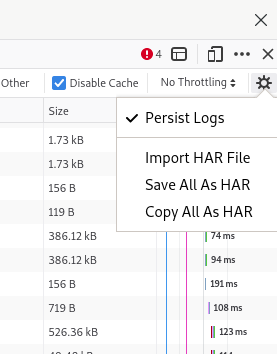 4
Other
Disable Cache
No Throttling
Size
Persist Logs
1.73 kB
1.73 kB
Import HAR File
156 B
Save All As HAR
119 B
Copy All As HAR
386.12 kB
74 ms
386.12 kB
94 ms
156 B
191 ms
719 B
108 ms
526.36 kB
123 ms